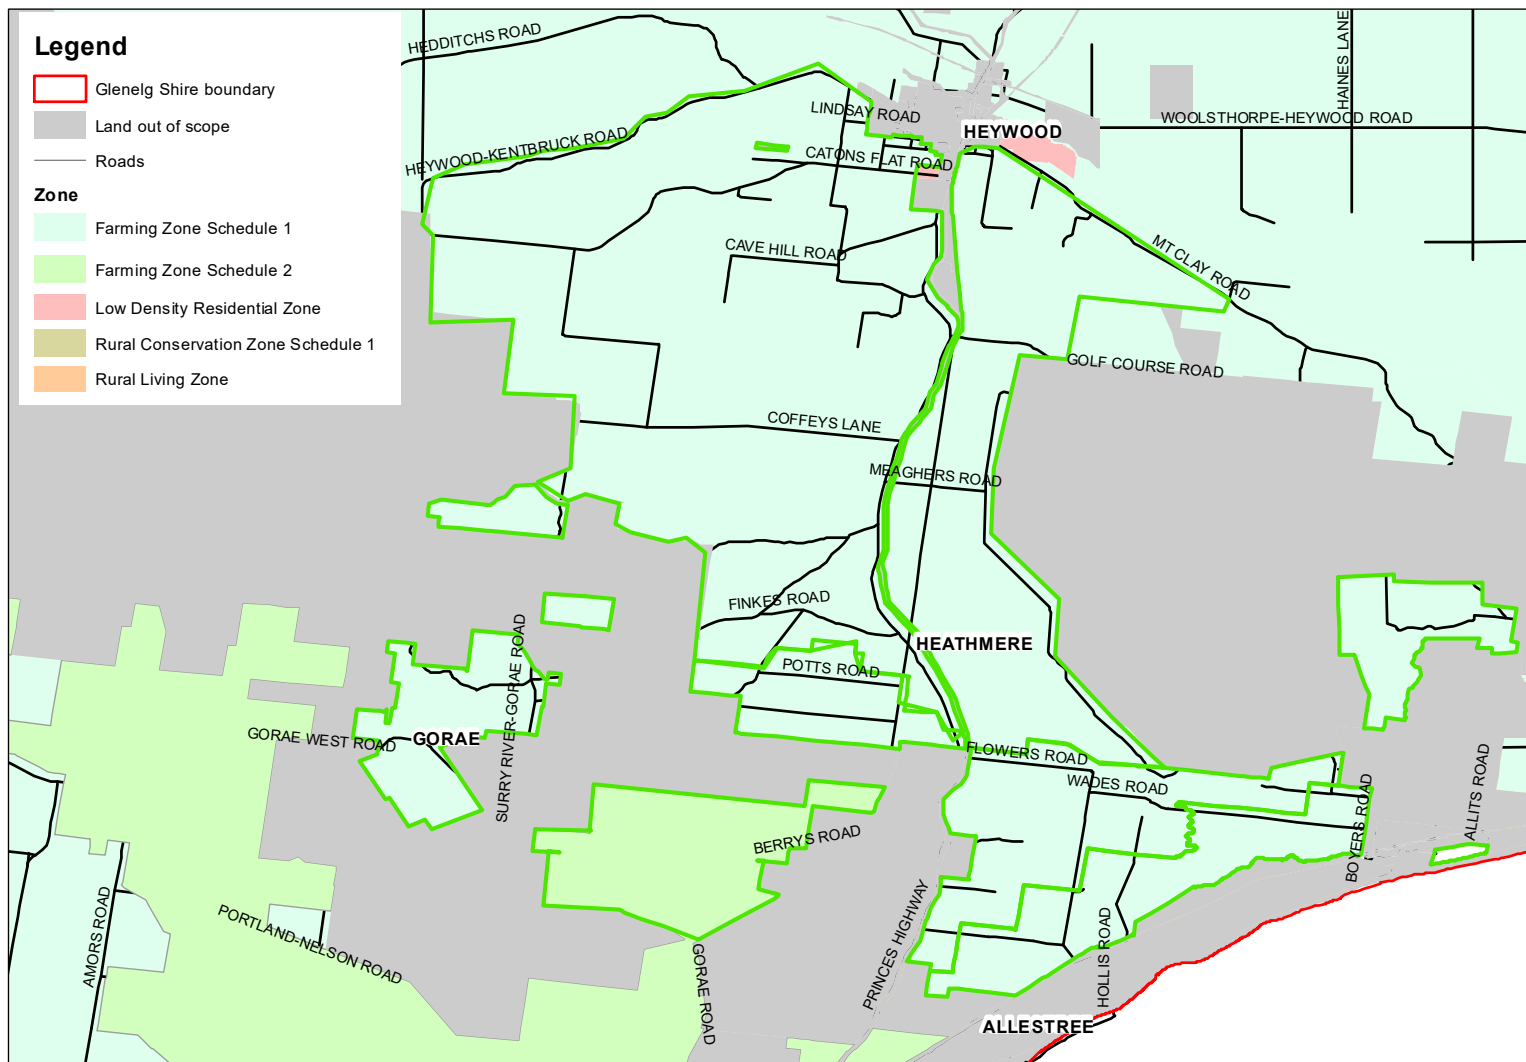 Legend
Glenelg Shire boundary
Land out of scope
Roads
Zone
Farming Zone Schedule 1
Farming Zone Schedule 2
Low Density Residential Zone
Rural Conservation Zone Schedule 1
Rural Living Zone
HEDDITCHS ROAD
HAINES LANE
LINDSAY ROAD
WOOLSTHORPE-HEYWOOD ROAD
HEYWOOD
HEYWOOD-KENTBRUCK ROAD
CATONS FLAT ROAD
CAVE HILL ROAD
MT CLAY ROAD
GOLF COURSE ROAD
COFFEYS LANE
MEAGHERS ROAD
FINKES ROAD
HEATHMERE
POTTS ROAD
SURRY RIVER-GORAE ROAD
GORAE WEST ROAD
GORAE
FLOWERS ROAD
WADES ROAD
ALLITS ROAD
BOYERS ROAD
BERRYS ROAD
AMORS ROAD
PORTLAND-NELSON ROAD
PRINCES HIGHWAY
HOLLIS ROAD
GORAE ROAD
ALLESTREE